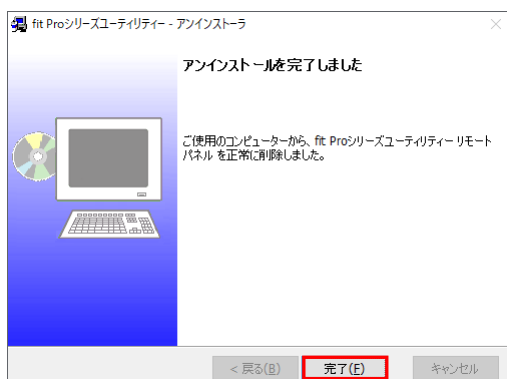 fit Proシリーズユーティリティー - アンインストーラ
アンインストールを完了しました
ご使用のコンピューターから、fit Proシリーズユーティリティー リモート
パネル を正常に削除しました。
< 戻る(B)
完了(F)
キャンセル